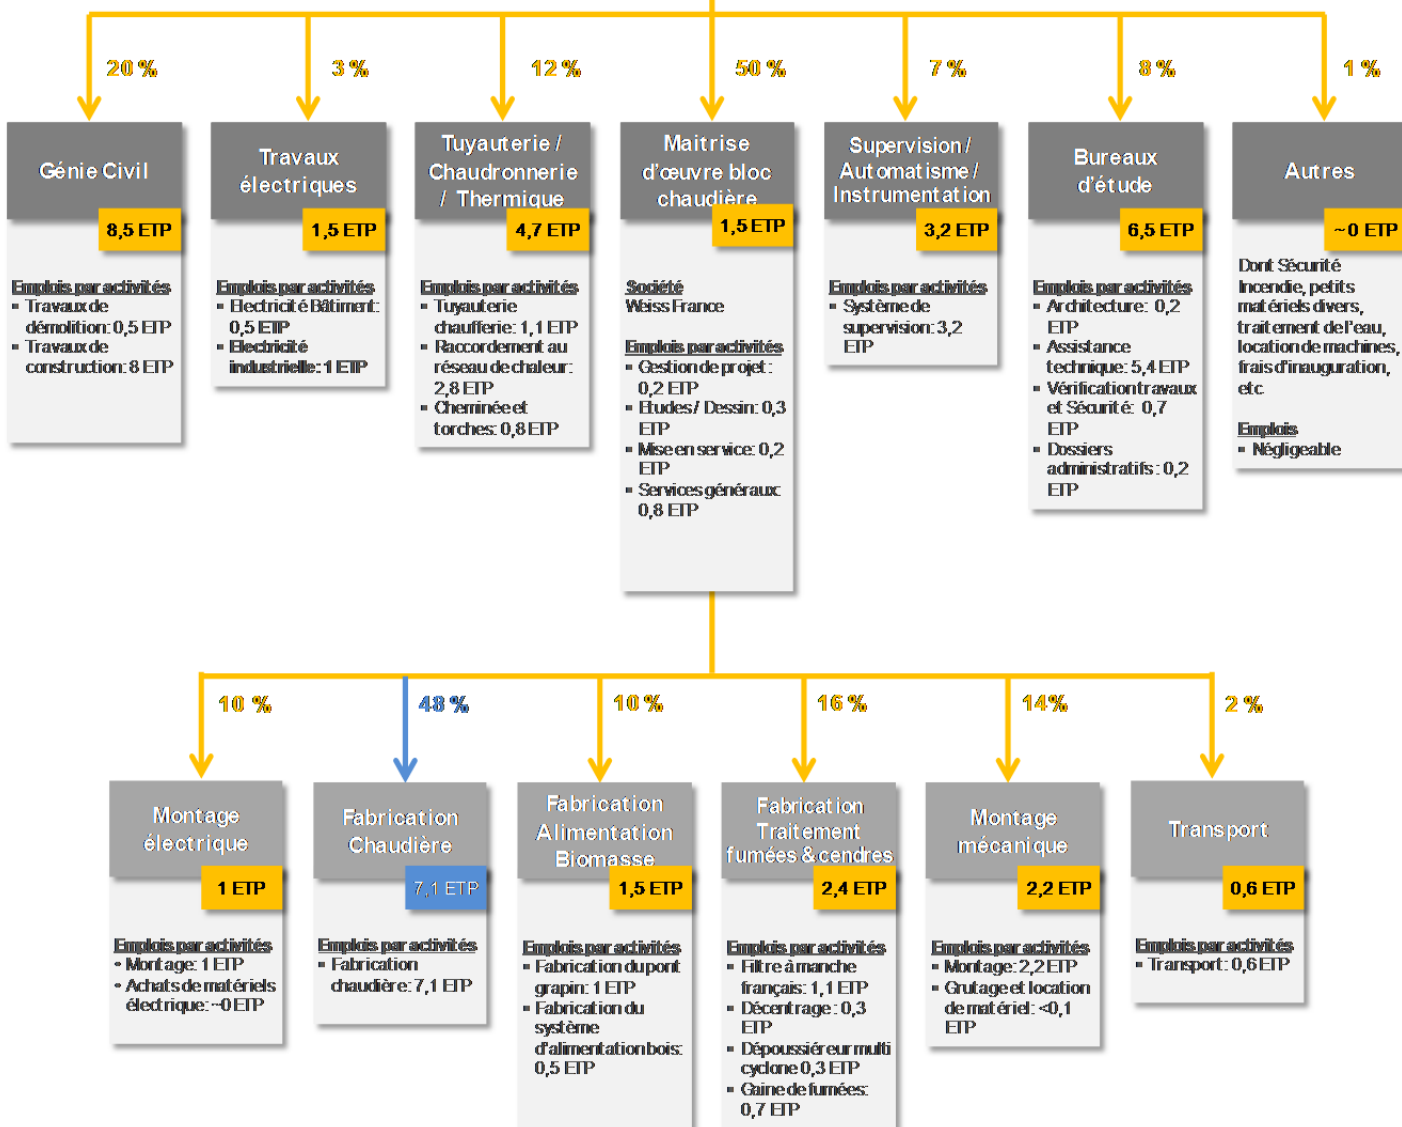 20 %
3 %
12 %
50 %
7 %
8 %
1 %
Génie Civil
8,5 ETP
Emplois par activités
▪ Travaux de
démolition: 0,5 ETP
▪ Travaux de
construction: 8 ETP
Travaux
électriques
1,5 ETP
Emplois par activités
▪ Electricité Bâtiment:
0,5 ETP
▪ Electricité
industrielle: 1 ETP
Tuyauterie /
Chaudronnerie
/ Thermique
4,7 ETP
Emplois par activités
▪ Tuyauterie
chaufferie: 1,1 ETP
▪ Raccordement au
réseau de chaleur:
2,8 ETP
▪ Cheminée et
torches: 0,8 ETP
Maitrise
d'œuvre bloc
chaudière
1,5 ETP
Société
Weiss France
Emplois par activités
▪ Gestion de projet:
0,2 ETP
▪ Etudes / Dessin: 0,3
ETP
▪ Mise en service: 0,2
ETP
▪ Services généraux:
0,8 ETP
Supervision /
Automatisme /
Instrumentation
3,2 ETP
Emplois par activités
▪ Système de
supervision: 3,2
ETP
Bureaux
d'étude
6,5 ETP
Emplois par activités
▪ Architecture: 0,2
ETP
▪ Assistance
technique: 5,4 ETP
▪ Vérification travaux
et Sécurité: 0,7
ETP
▪ Dossiers
administratifs: 0,2
ETP
Autres
~0 ETP
Dont Sécurité
Incendie, petits
matériels divers,
traitement de l'eau,
location de machines,
frais d'inauguration,
etc
Emplois
▪ Négligeable
10 %
48 %
10%
16 %
14%
2 %
Montage
électrique
1 ETP
Emplois par activités
• Montage: 1 ETP
• Achats de matériels
électrique: ~0 ETP
Fabrication
Chaudière
7,1 ETP
Emplois par activités
▪ Fabrication
chaudière: 7,1 ETP
Fabrication
Alimentation
Biomasse
1,5 ETP
Emplois par activités
▪ Fabrication du pont
grapin: 1 ETP
▪ Fabrication du
système
d'alimentation bois:
0,5 ETP
Fabrication
Traitement
fumées & cendres
2,4 ETP
Emplois par activités
▪ Filtre à manche
français: 1,1 ETP
▪ Décentrage: 0,3
ETP
▪ Dépoussiéreur multi
cyclone 0,3 ETP
▪ Gaine de fumées:
0,7 ETP
Montage
mécanique
2,2 ETP
Emplois par activités
▪ Montage: 2,2 ETP
▪ Grutage et location
de matériel: <0,1
ETP
Transport
0,6 ETP
Emplois par activités
▪ Transport: 0,6 ETP